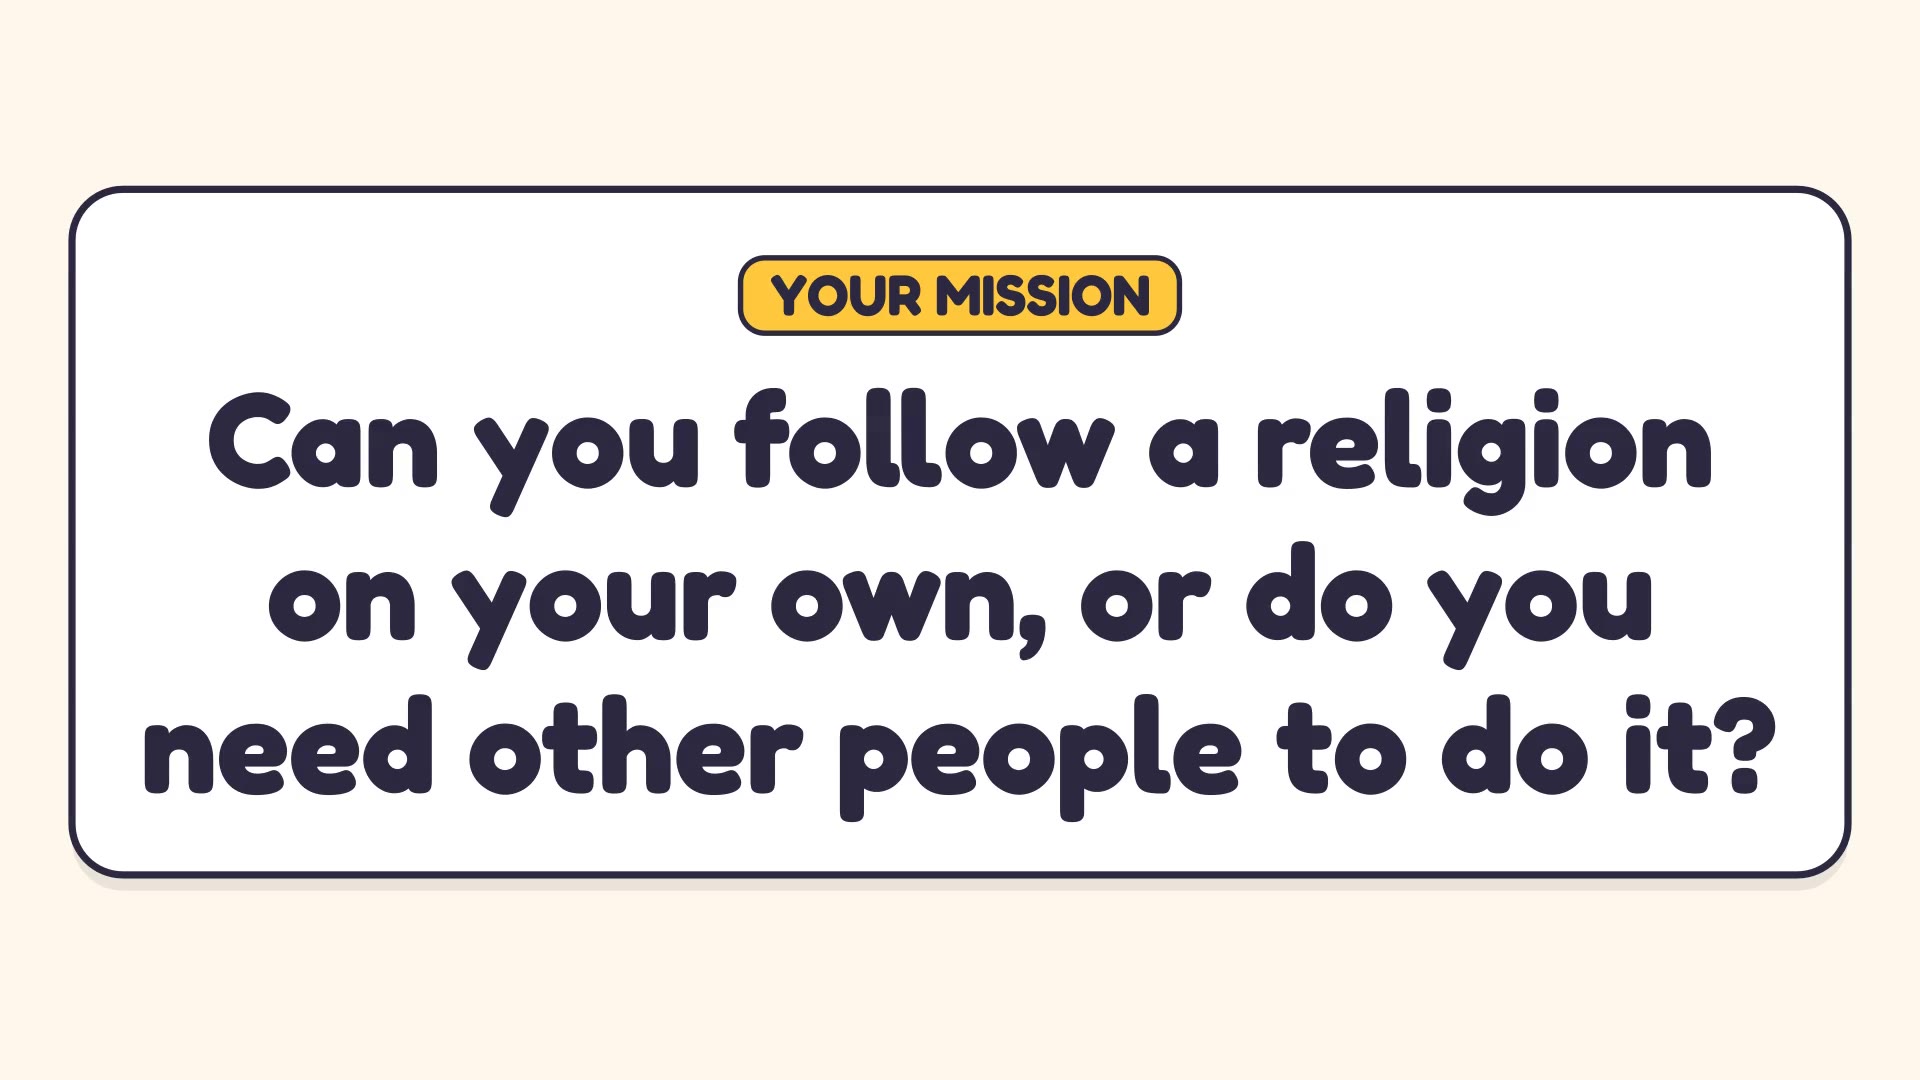 YOUR MISSION
Can you follow a religion
on your own, or do you
need other people to do it?